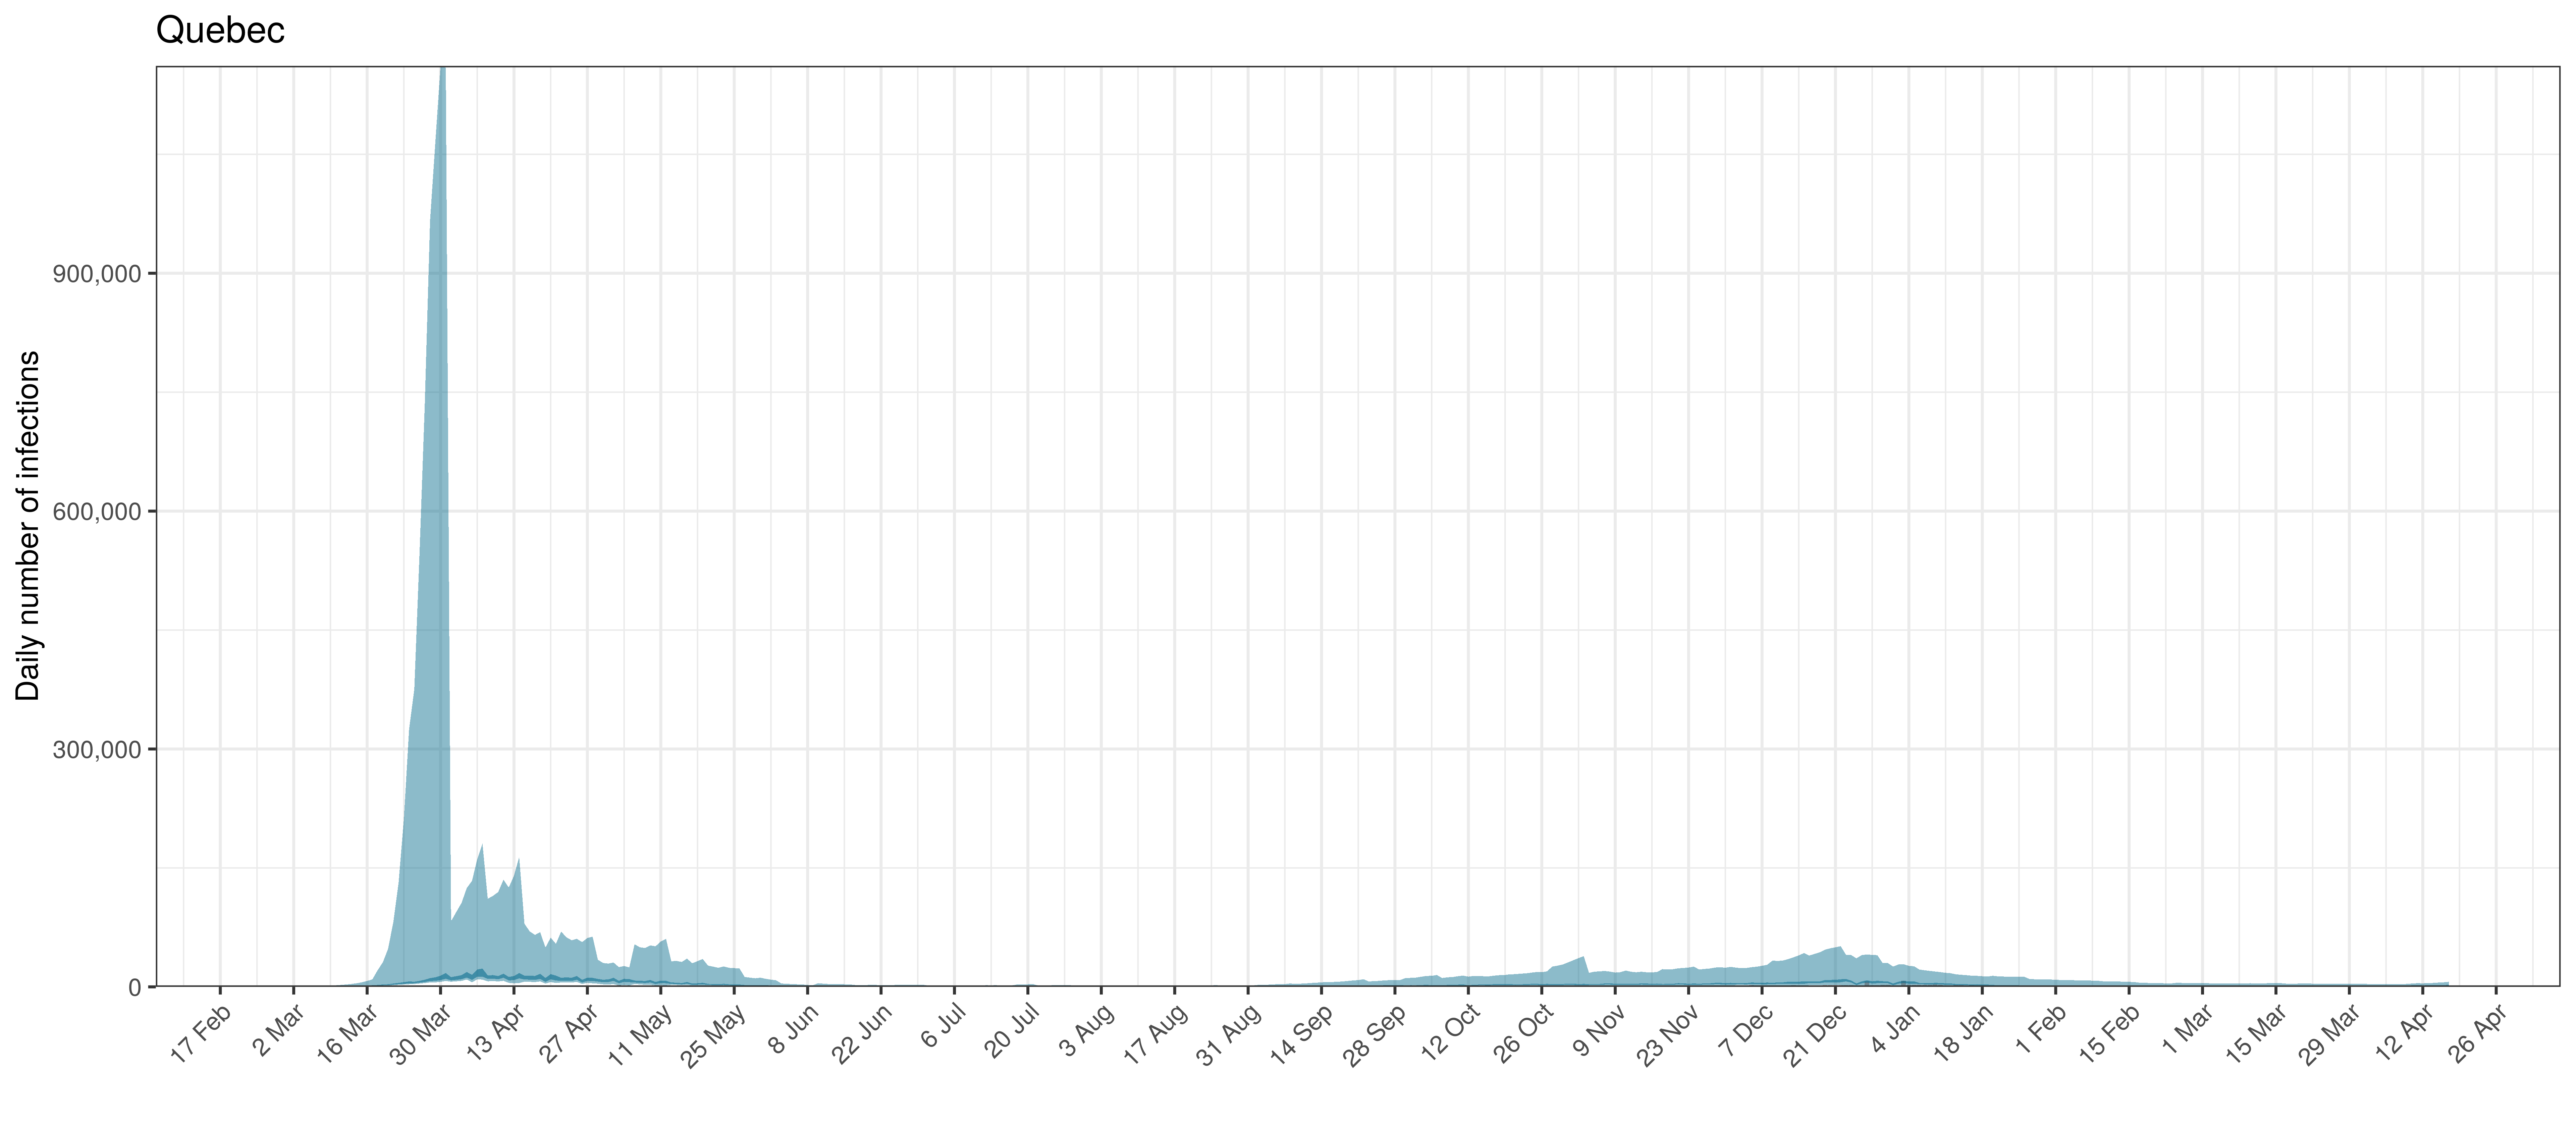 Quebec
Daily number of infections
900,000
600,000
300,000
0
17 Feb
2 Mar
16 Mar
30 Mar
13 Apr
27 Apr
11 May
25 May
8 Jun
22 Jun
6 Jul
20 Jul
3 Aug
17 Aug
31 Aug
14 Sep
28 Sep
12 Oct
26 Oct
9 Nov
23 Nov
7 Dec
21 Dec
4 Jan
18 Jan
1 Feb
15 Feb
1 Mar
15 Mar
29 Mar
12 Apr
26 Apr